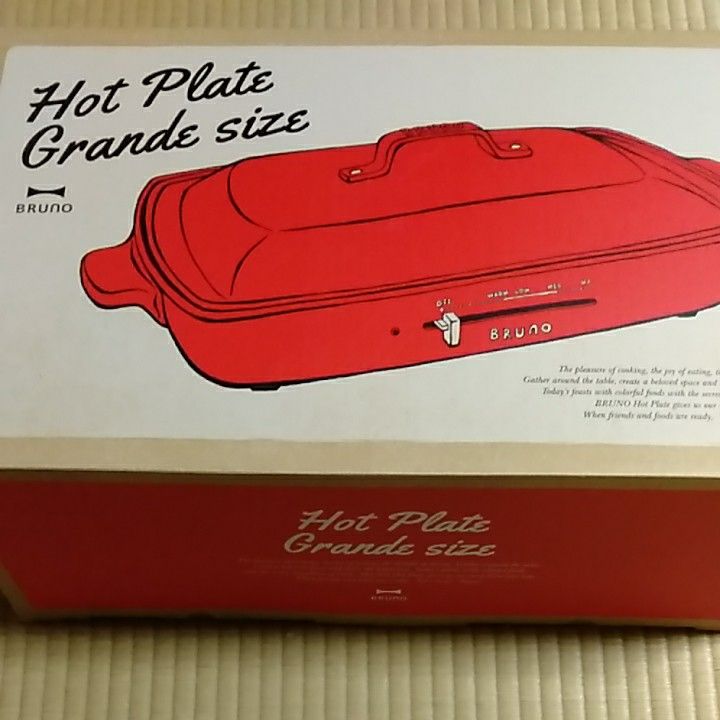 Hot Plate
Grande size
BRUNO
OFF WARM LOW MED HI
BRUNO
The pleasure of cooking, the joy of eating,
Gather around the table, create a beloved space and
Today's feasts with colorful foods with the
BRUNO Hot Plate gives us our
When friends and foods are ready,
Hot Plate
Grande size
BRUNO